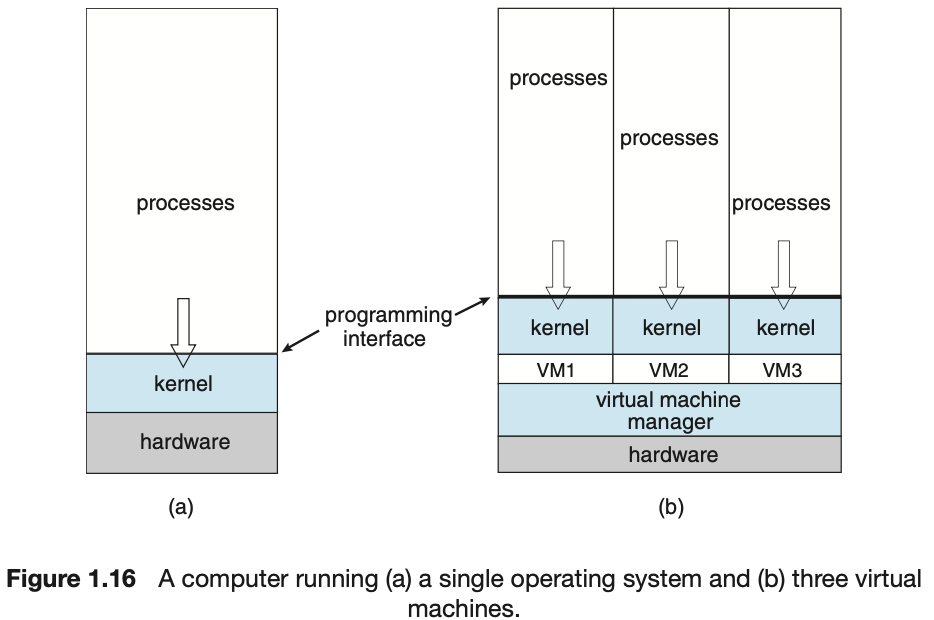 processes
programming
interface
kernel
hardware
(a)
processes
processes
processes
kernel
kernel
kernel
VM1
VM2
VM3
virtual machine
manager
hardware
(b)
Figure 1.16 A computer running (a) a single operating system and (b) three virtual
machines.